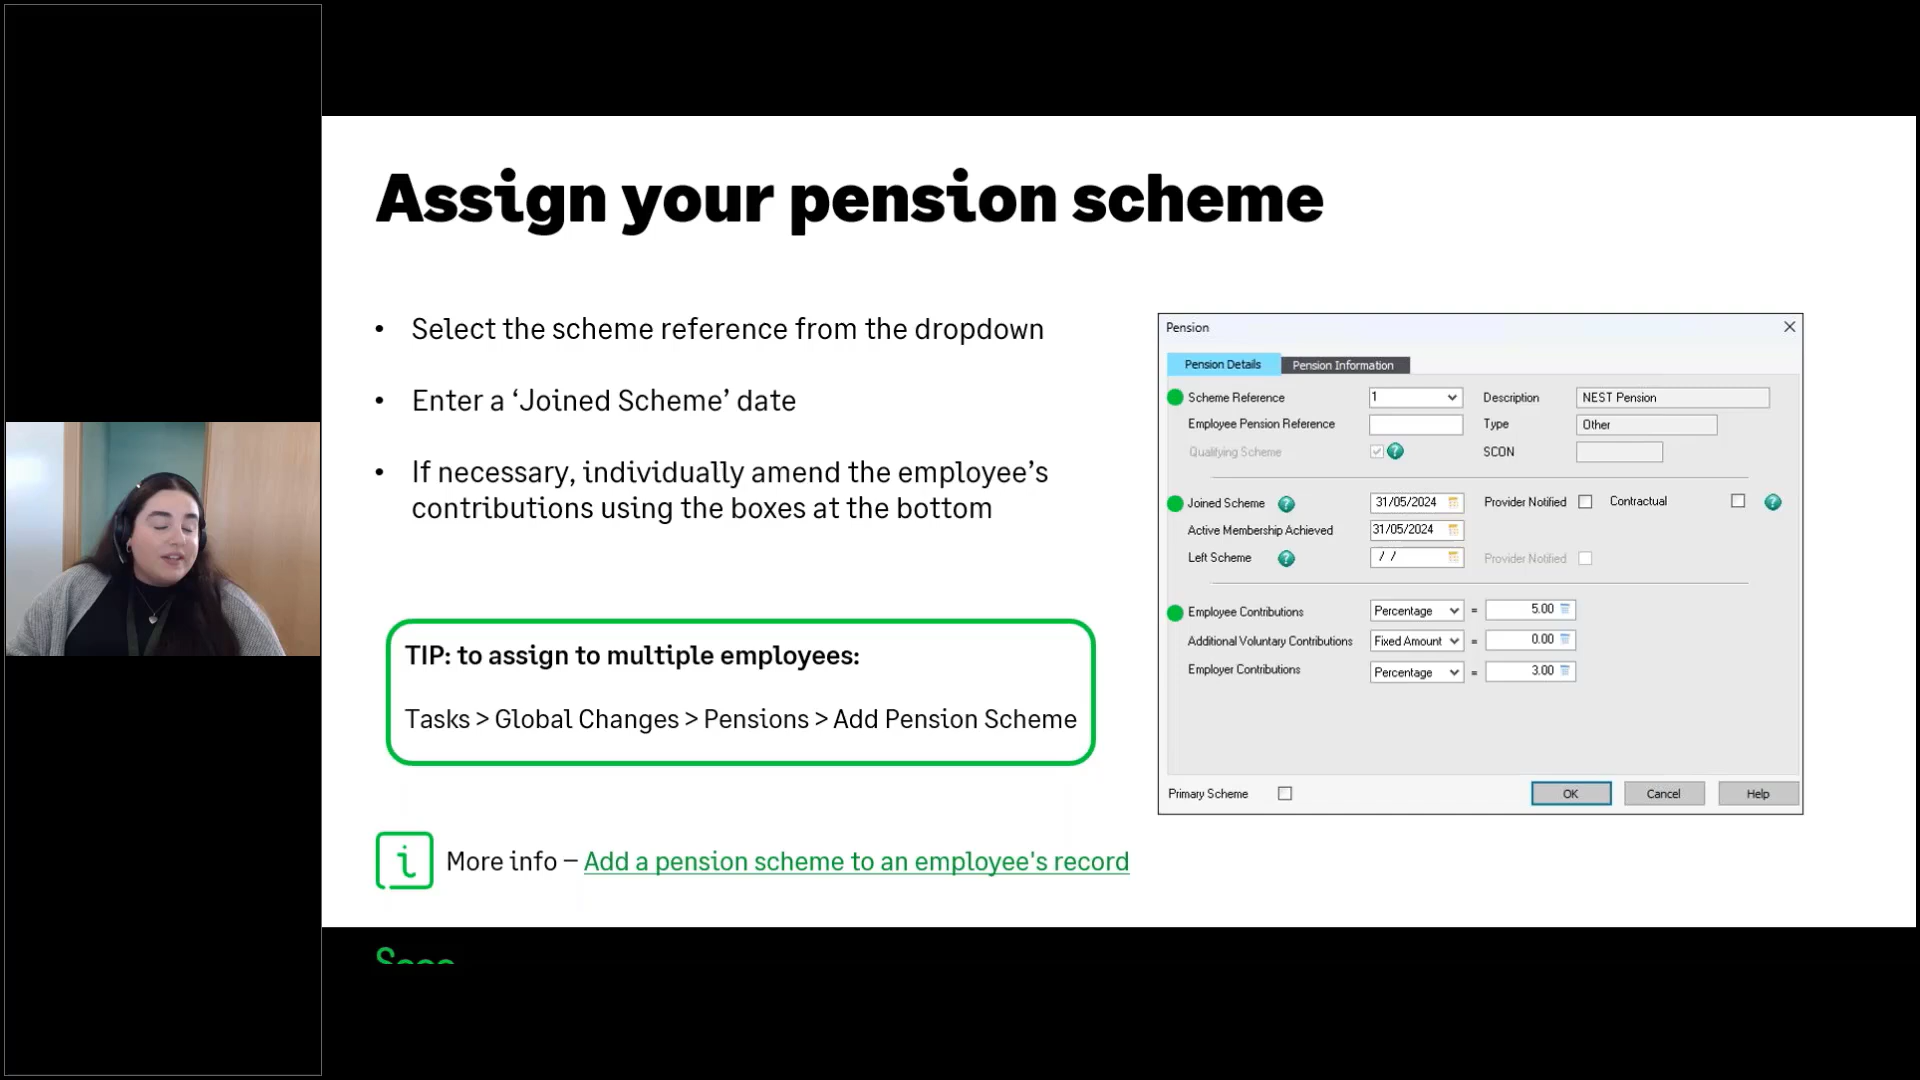 Assign your pension scheme
• Select the scheme reference from the dropdown
• Enter a ‘Joined Scheme’ date
• If necessary, individually amend the employee’s
contributions using the boxes at the bottom
TIP: to assign to multiple employees:
Tasks > Global Changes > Pensions > Add Pension Scheme
i More info – Add a pension scheme to an employee's record
Pension
Pension Details Pension Information
Scheme Reference 1 Description NEST Pension
Employee Pension Reference Type Other
Qualifying Scheme ? SCON
Joined Scheme ? 31/05/2024 Provider Notified Contractual ?
Active Membership Achieved 31/05/2024
Left Scheme ? / / Provider Notified
Employee Contributions Percentage = 5.00
Additional Voluntary Contributions Fixed Amount = 0.00
Employer Contributions Percentage = 3.00
Primary Scheme OK Cancel Help